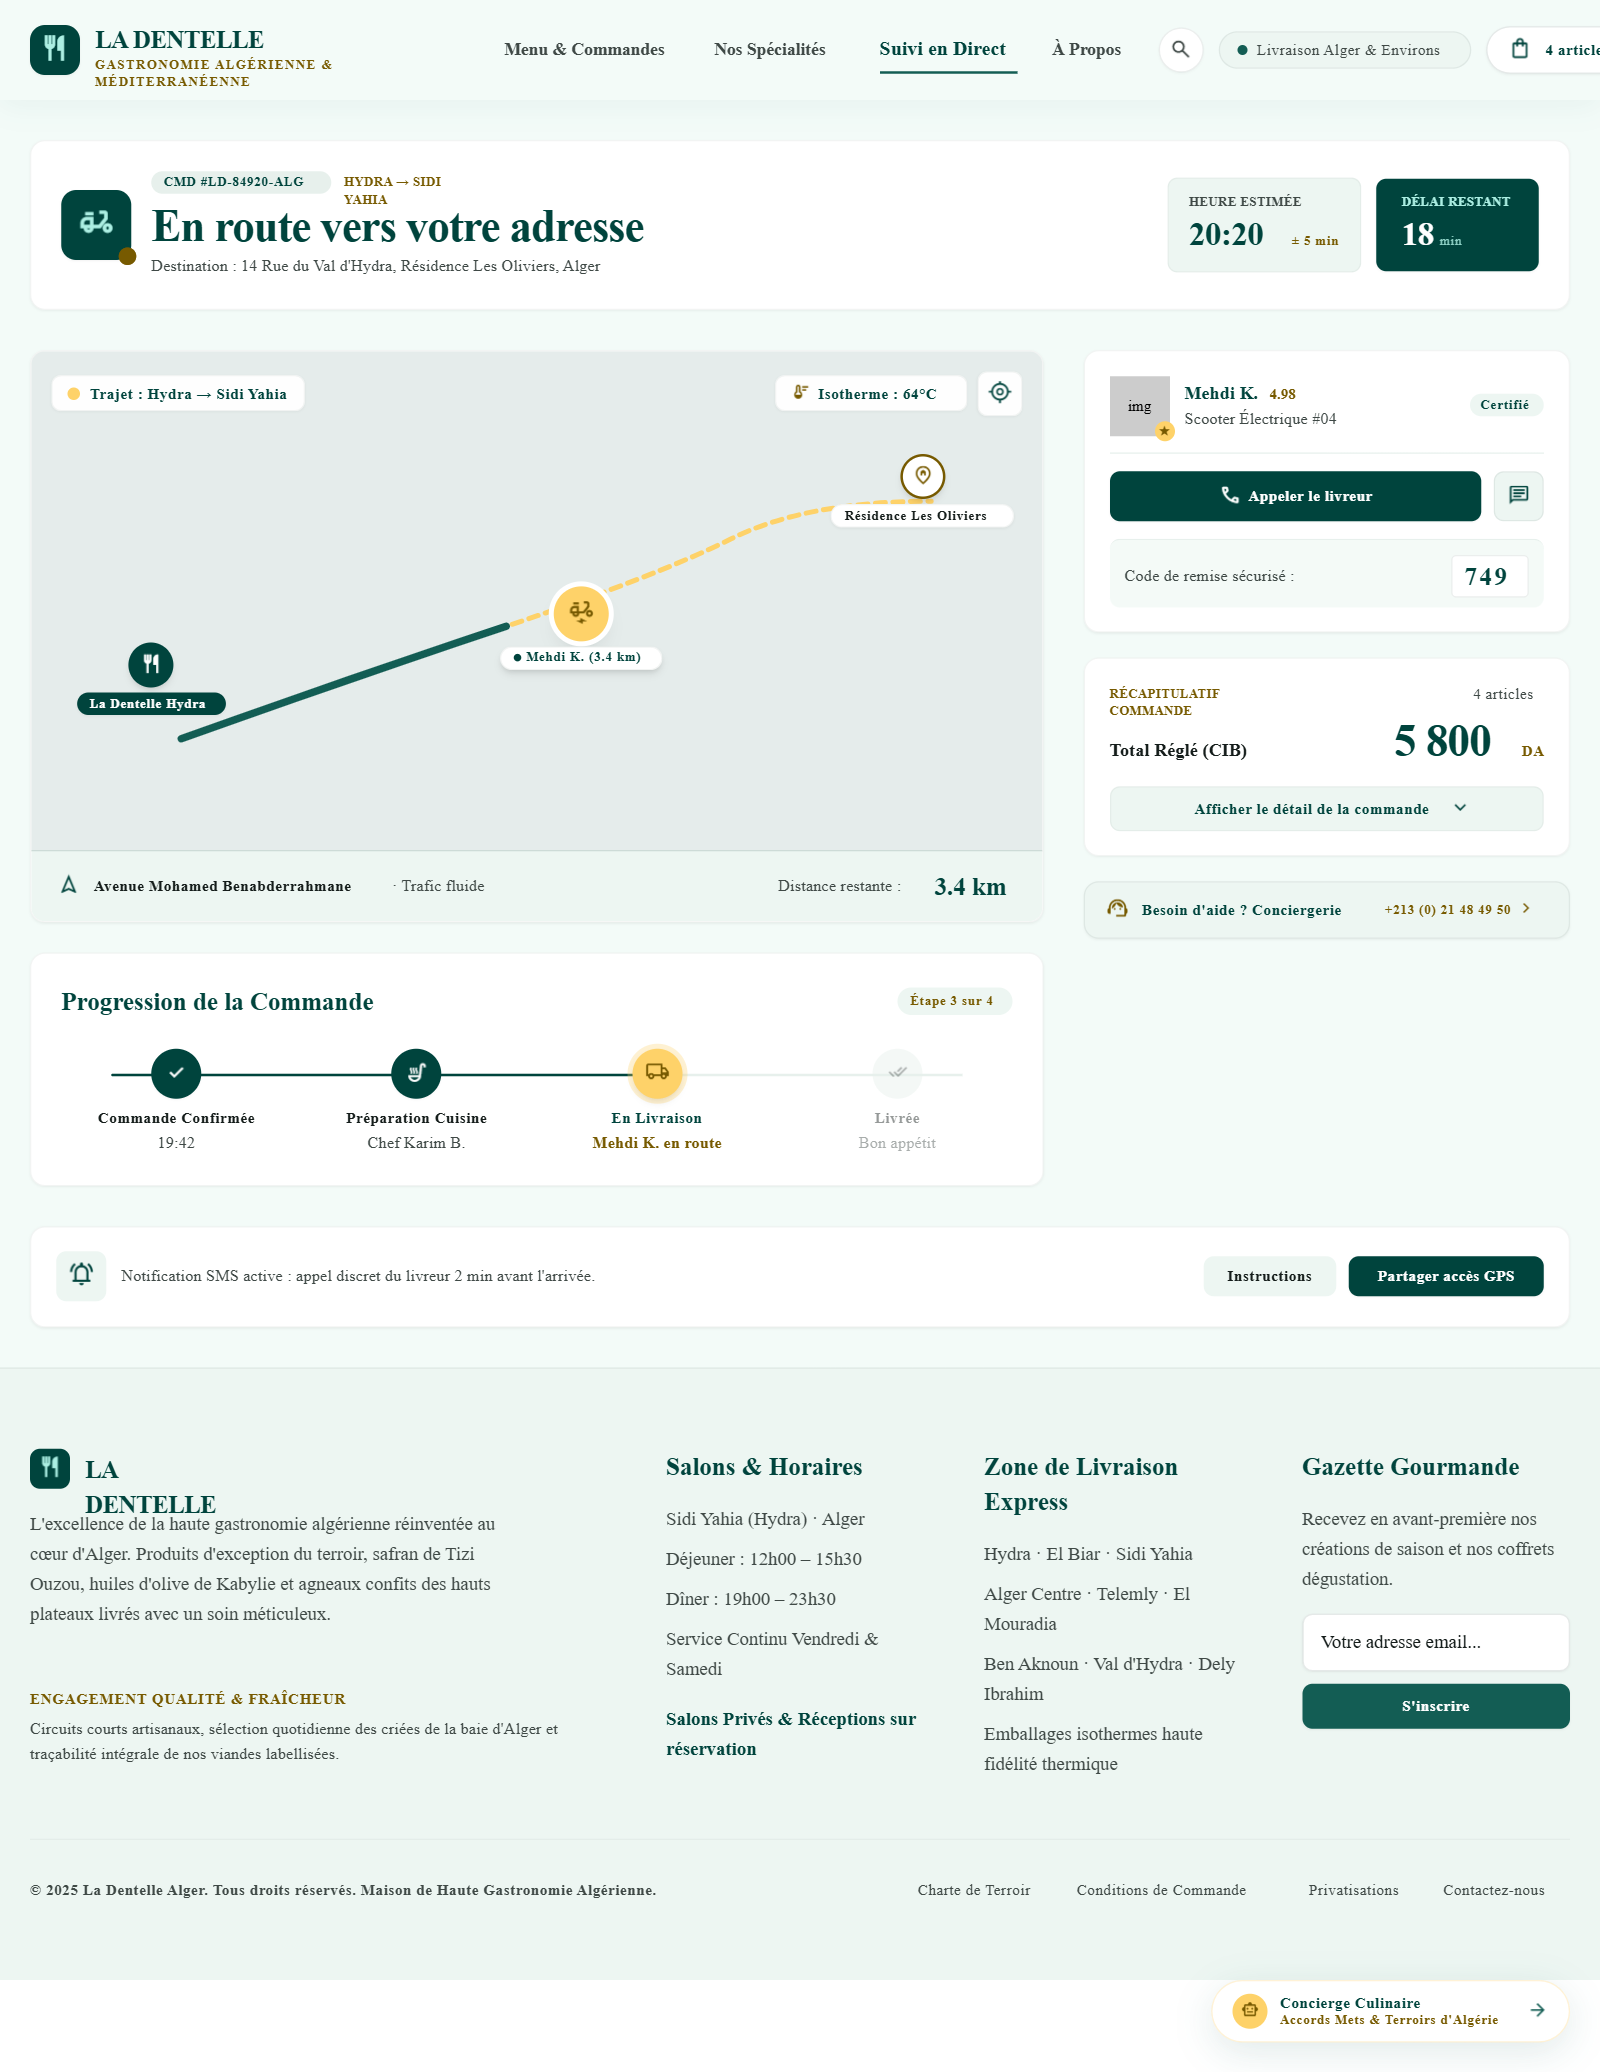 LA DENTELLE
GASTRONOMIE ALGÉRIENNE &
MÉDITERRANÉENNE
Menu & Commandes
Nos Spécialités
Suivi en Direct
À Propos
Livraison Alger & Environs
4 article
CMD #LD-84920-ALG
HYDRA → SIDI
YAHIA
En route vers votre adresse
Destination : 14 Rue du Val d'Hydra, Résidence Les Oliviers, Alger
HEURE ESTIMÉE
20:20 ± 5 min
DÉLAI RESTANT
18 min
Trajet : Hydra → Sidi Yahia
Isotherme : 64°C
Résidence Les Oliviers
Mehdi K. (3.4 km)
La Dentelle Hydra
Avenue Mohamed Benabderrahmane
· Trafic fluide
Distance restante :
3.4 km
img
Mehdi K. 4.98
Scooter Électrique #04
Certifié
Appeler le livreur
Code de remise sécurisé :
749
RÉCAPITULATIF
COMMANDE
4 articles
Total Réglé (CIB)
5 800 DA
Afficher le détail de la commande
Besoin d'aide ? Conciergerie
+213 (0) 21 48 49 50
Progression de la Commande
Étape 3 sur 4
Commande Confirmée
19:42
Préparation Cuisine
Chef Karim B.
En Livraison
Mehdi K. en route
Livrée
Bon appétit
Notification SMS active : appel discret du livreur 2 min avant l'arrivée.
Instructions
Partager accès GPS
LA
DENTELLE
L'excellence de la haute gastronomie algérienne réinventée au
cœur d'Alger. Produits d'exception du terroir, safran de Tizi
Ouzou, huiles d'olive de Kabylie et agneaux confits des hauts
plateaux livrés avec un soin méticuleux.
ENGAGEMENT QUALITÉ & FRAÎCHEUR
Circuits courts artisanaux, sélection quotidienne des criées de la baie d'Alger et
traçabilité intégrale de nos viandes labellisées.
Salons & Horaires
Sidi Yahia (Hydra) · Alger
Déjeuner : 12h00 – 15h30
Dîner : 19h00 – 23h30
Service Continu Vendredi &
Samedi
Salons Privés & Réceptions sur
réservation
Zone de Livraison
Express
Hydra · El Biar · Sidi Yahia
Alger Centre · Telemly · El
Mouradia
Ben Aknoun · Val d'Hydra · Dely
Ibrahim
Emballages isothermes haute
fidélité thermique
Gazette Gourmande
Recevez en avant-première nos
créations de saison et nos coffrets
dégustation.
Votre adresse email...
S'inscrire
© 2025 La Dentelle Alger. Tous droits réservés. Maison de Haute Gastronomie Algérienne.
Charte de Terroir
Conditions de Commande
Privatisations
Contactez-nous
Concierge Culinaire
Accords Mets & Terroirs d'Algérie